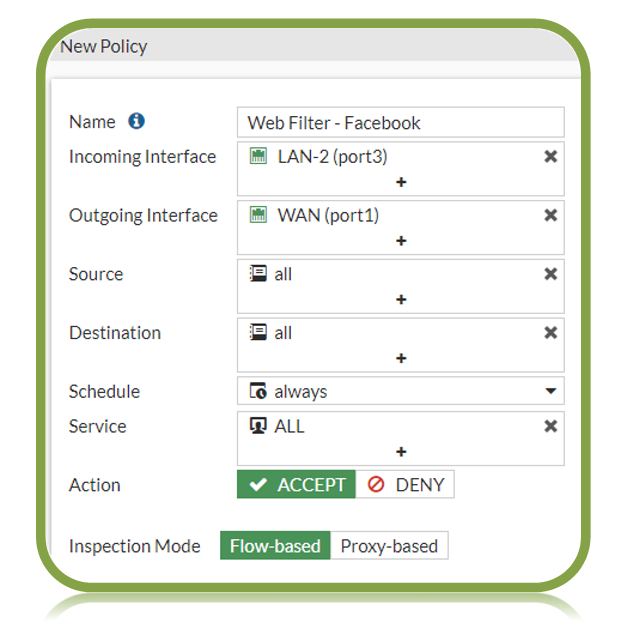 New Policy
Name
Web Filter - Facebook
Incoming Interface
LAN-2 (port3)
+
Outgoing Interface
WAN (port1)
+
Source
all
+
Destination
all
+
Schedule
always
Service
ALL
+
Action
ACCEPT
DENY
Inspection Mode
Flow-based
Proxy-based